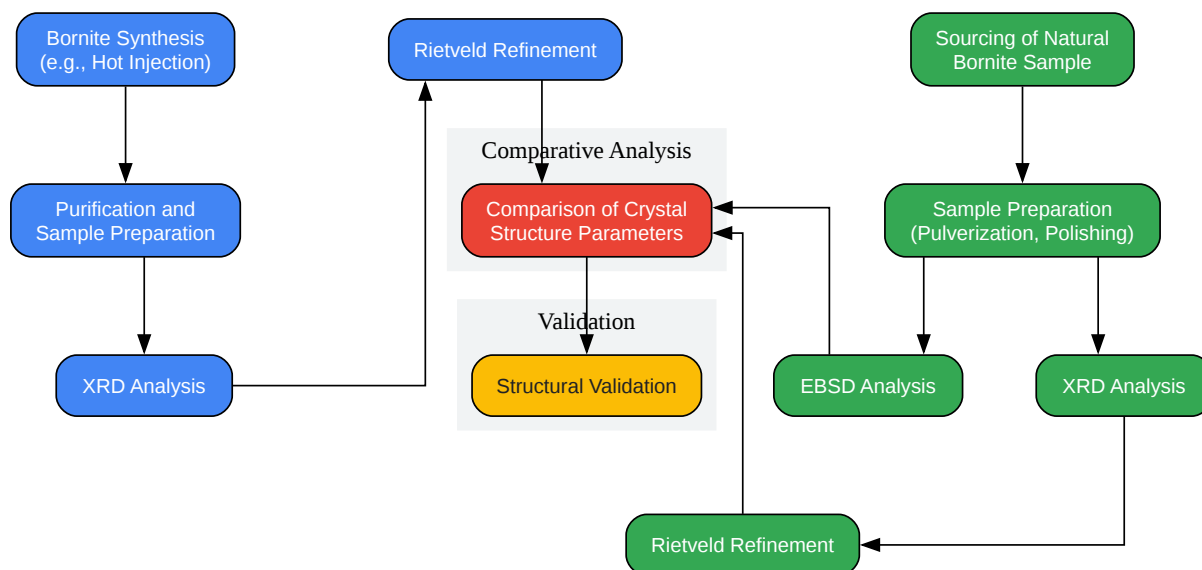 Bornite Synthesis
(e.g., Hot Injection)
Rietveld Refinement
Sourcing of Natural
Bornite Sample
Comparative Analysis
Purification and
Sample Preparation
Comparison of Crystal
Structure Parameters
Sample Preparation
(Pulverization, Polishing)
Validation
XRD Analysis
Structural Validation
EBSD Analysis
XRD Analysis
Rietveld Refinement